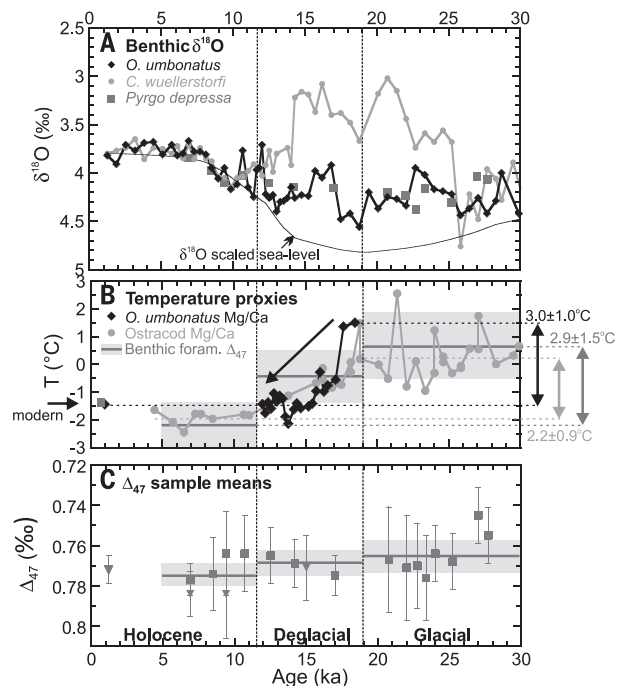 0 5 10 15 20 25 30
2.5
A Benthic δ18O
O. umbonatus
C. wuellerstorfi
Pyrgo depressa
3
3.5
4
4.5
5
δ18O (‰)
δ18O scaled sea-level
3
B Temperature proxies
O. umbonatus Mg/Ca
Ostracod Mg/Ca
Benthic foram. Δ47
2
1
0
-1
-2
-3
T (°C)
modern
3.0±1.0°C
2.9±1.5°C
2.2±0.9°C
0.72
C Δ47 sample means
0.74
0.76
0.78
0.8
Δ47 (‰)
Holocene Deglacial Glacial
0 5 10 15 20 25 30
Age (ka)